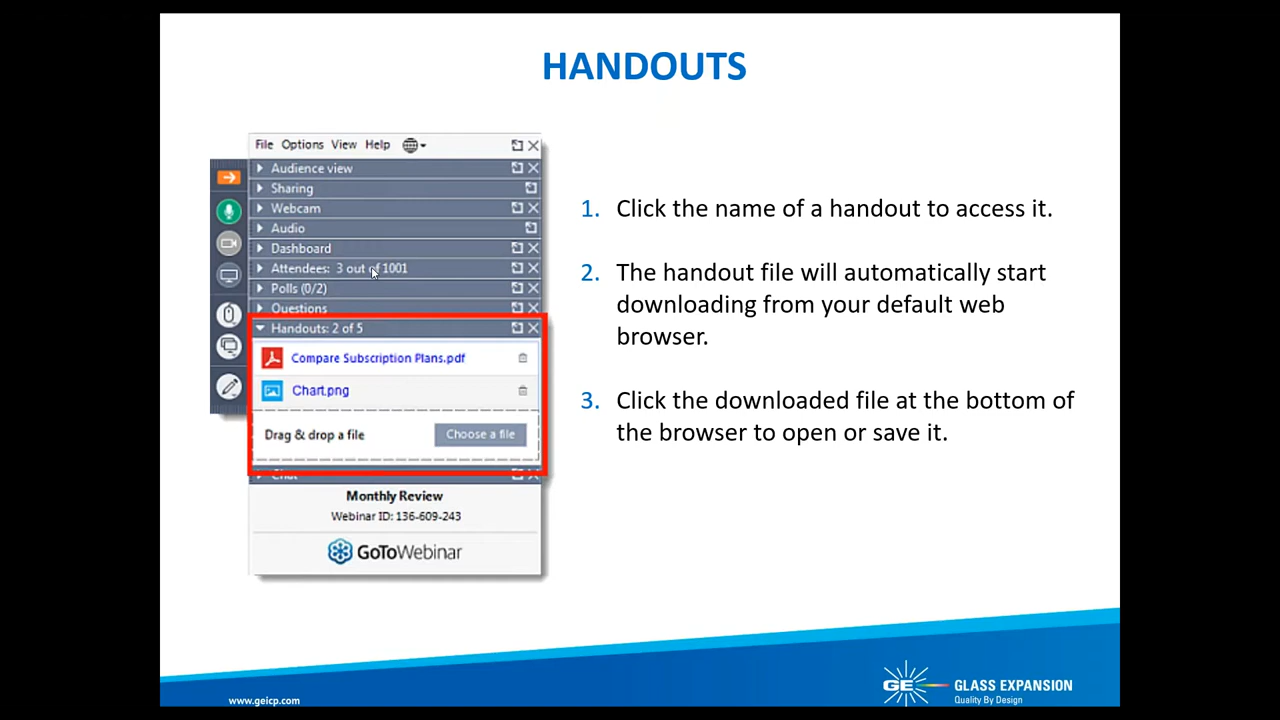 HANDOUTS
File Options View Help
Audience view
Sharing
Webcam
Audio
Dashboard
Attendees: 3 out of 1001
Polls (0/2)
Questions
Handouts: 2 of 5
Compare Subscription Plans.pdf
Chart.png
Drag & drop a file Choose a file
Chat
Monthly Review
Webinar ID: 136-609-243
GoToWebinar
1. Click the name of a handout to access it.
2. The handout file will automatically start
downloading from your default web
browser.
3. Click the downloaded file at the bottom of
the browser to open or save it.
www.geicp.com
GE GLASS EXPANSION
Quality By Design